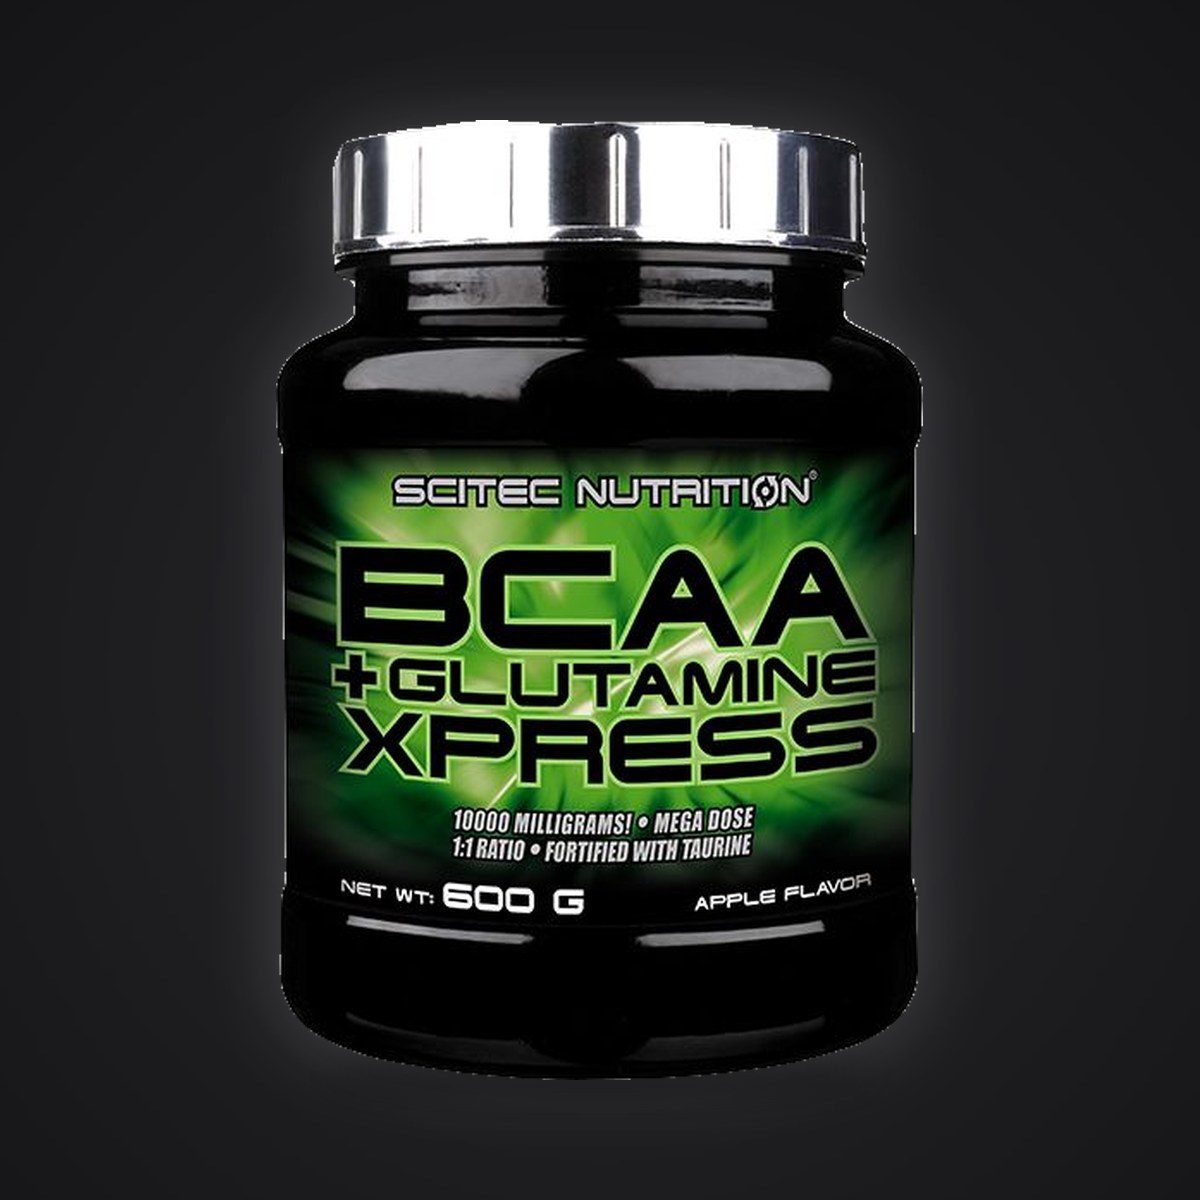 SCITEC NUTRITION®
BCAA
+GLUTAMINE
XPRESS
10000 MILLIGRAMS! • MEGA DOSE
1:1 RATIO • FORTIFIED WITH TAURINE
NET WT: 600 G
APPLE FLAVOR